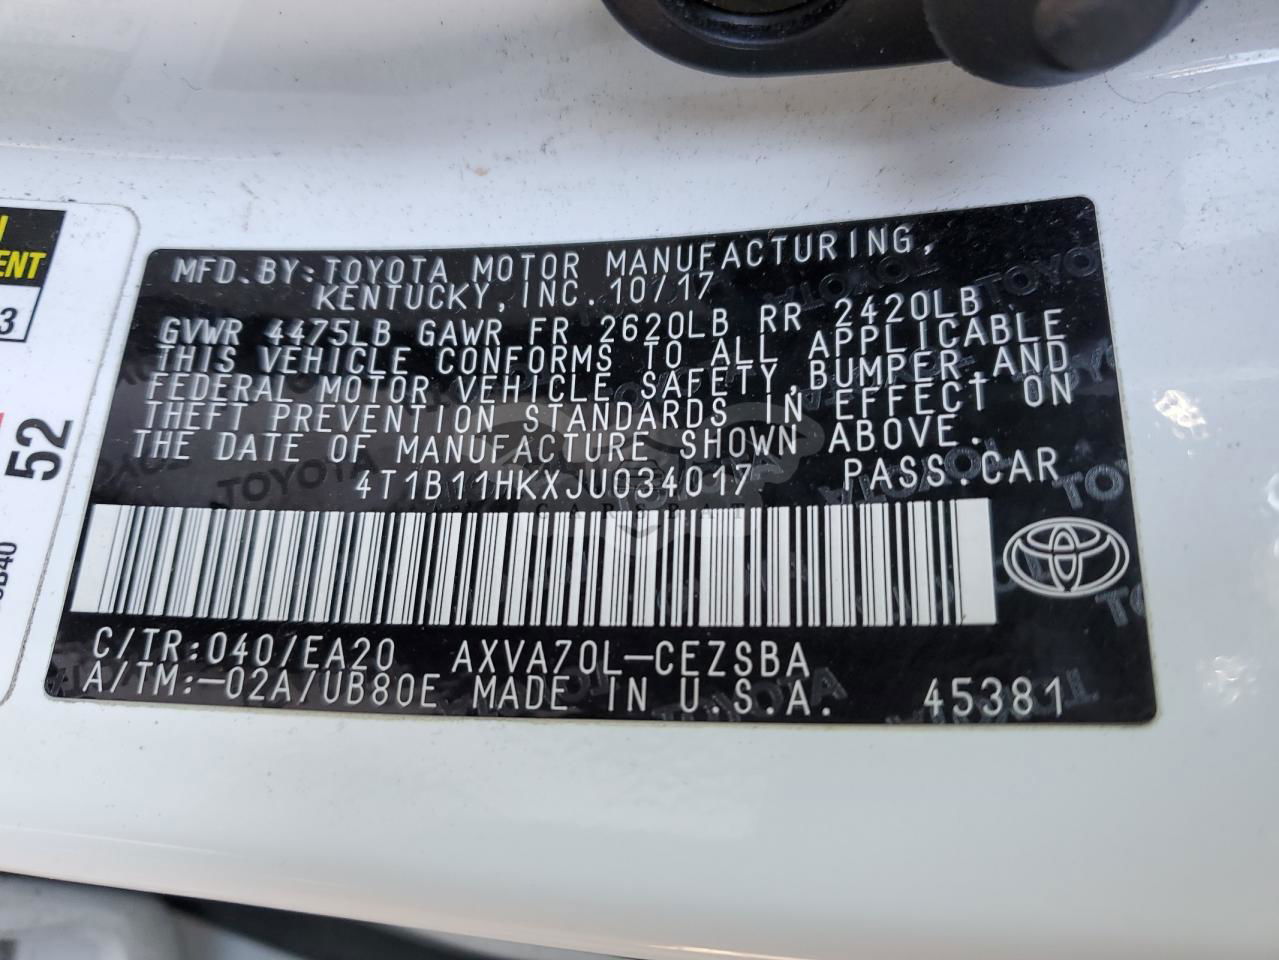 MFD.BY:TOYOTA MOTOR MANUFACTURING,
KENTUCKY,INC. 10/17
GVWR 4475LB GAWR FR 2620LB RR 2420LB
THIS VEHICLE CONFORMS TO ALL APPLICABLE
FEDERAL MOTOR VEHICLE SAFETY,BUMPER,AND
THEFT PREVENTION STANDARDS IN EFFECT ON
THE DATE OF MANUFACTURE SHOWN ABOVE.
4T1B11HKXJU034017 PASS.CAR
C/TR:040/EA20 AXVA70L-CEZSBA
A/TM:-02A/UB80E MADE IN U.S.A. 45381
TOYOTA
52
3